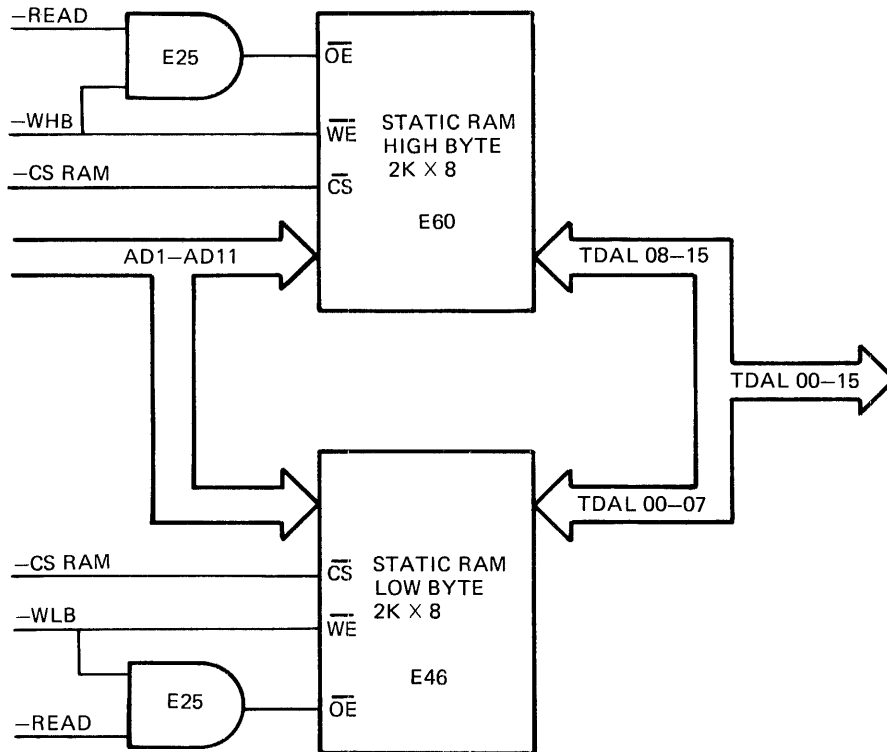 —READ
E25
OE
—WHB
WE
STATIC RAM
HIGH BYTE
2K X 8
—CS RAM
CS
E60
AD1—AD11
TDAL 08—15
TDAL 00—15
TDAL 00—07
—CS RAM
CS
STATIC RAM
LOW BYTE
2K X 8
—WLB
WE
E46
E25
OE
—READ